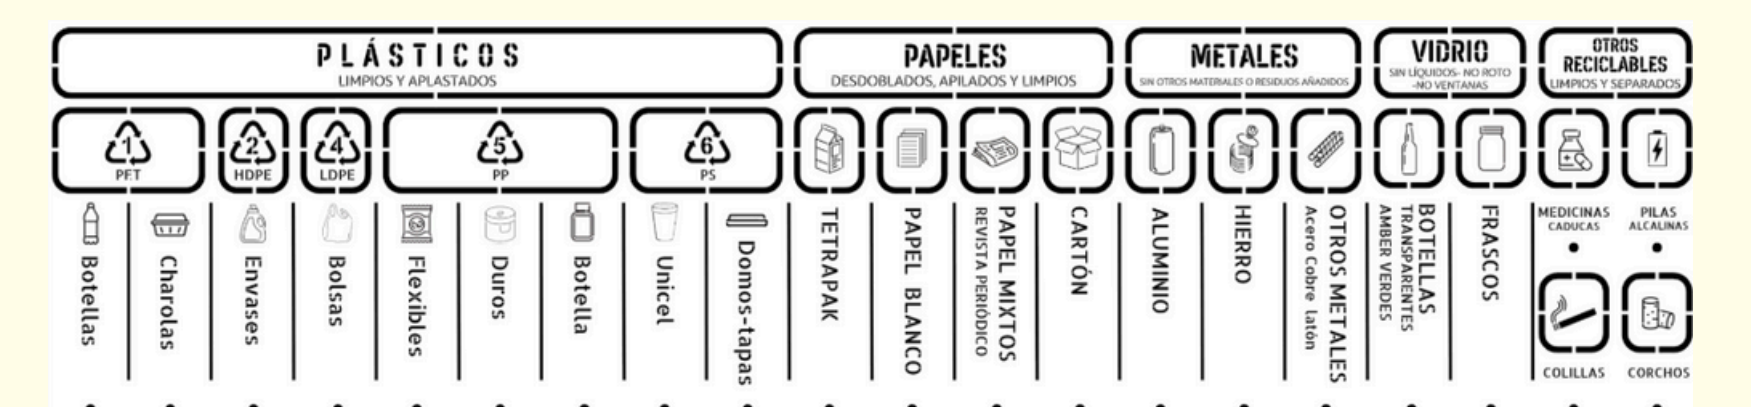 PLÁSTICOS
LIMPIOS Y APLASTADOS
PAPELES
DESDOBLADOS, APILADOS Y LIMPIOS
METALES
SIN OTROS MATERIALES O RESIDUOS AÑADIDOS
VIDRIO
SIN LÍQUIDOS- NO ROTO
-NO VENTANAS
OTROS
RECICLABLES
LIMPIOS Y SEPARADOS
1
PET
2
HDPE
4
LDPE
5
PP
6
PS
Botellas
Charolas
Envases
Bolsas
Flexibles
Duros
Botella
Unicel
Domos-tapas
TETRAPAK
PAPEL BLANCO
PAPEL MIXTOS
REVISTA PERIÓDICO
CARTÓN
ALUMINIO
HIERRO
OTROS METALES
Acero Cobre latón
BOTELLAS
TRANSPARENTES
AMBER VERDES
FRASCOS
MEDICINAS
CADUCAS
PILAS
ALCALINAS
COLILLAS
CORCHOS